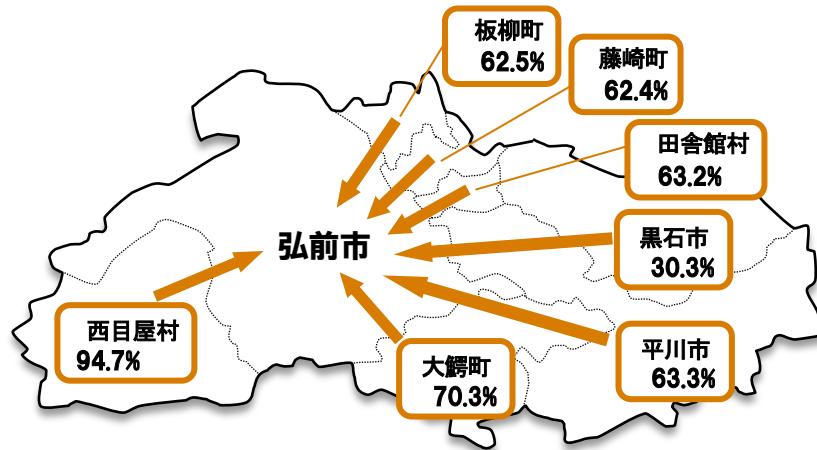 板柳町
62.5%
藤崎町
62.4%
田舎館村
63.2%
弘前市
黒石市
30.3%
西目屋村
94.7%
大鰐町
70.3%
平川市
63.3%